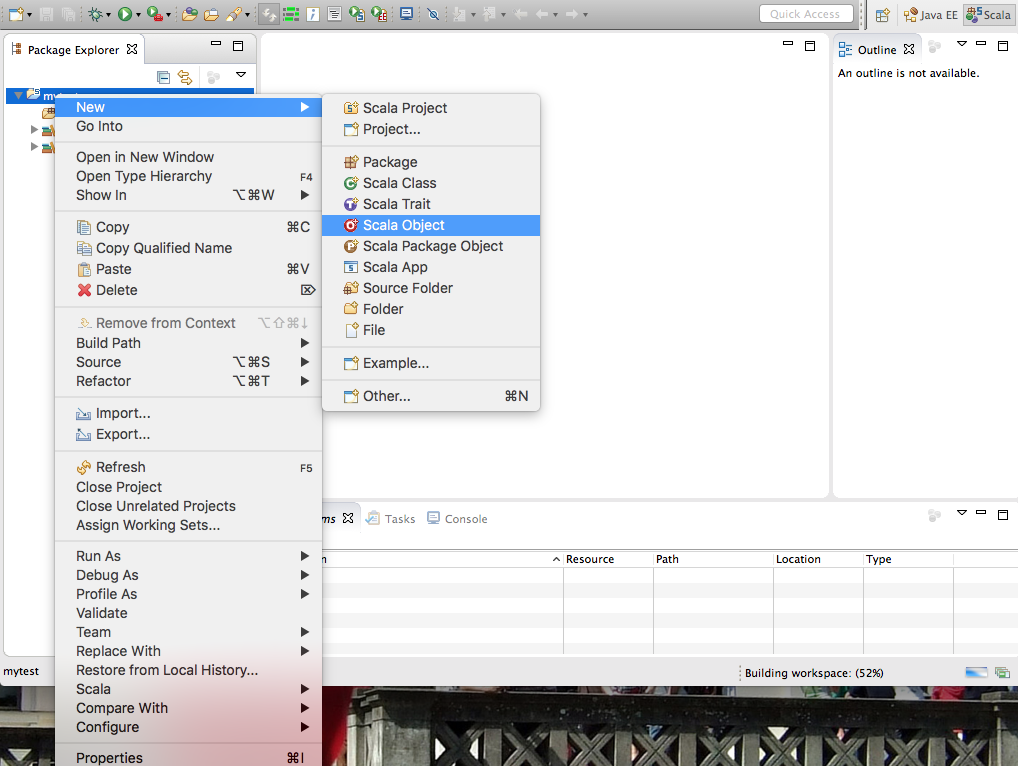 Quick Access
Java EE
Scala
Package Explorer
Outline
An outline is not available.
New
Go Into
Open in New Window
Open Type Hierarchy F4
Show In ⌥⌘W
Copy ⌘C
Copy Qualified Name
Paste ⌘V
Delete ⌦
Remove from Context ⌥⇧⌘↓
Build Path
Source ⌥⌘S
Refactor ⌥⌘T
Import...
Export...
Refresh F5
Close Project
Close Unrelated Projects
Assign Working Sets...
Run As
Debug As
Profile As
Validate
Team
Replace With
Restore from Local History...
Scala
Compare With
Configure
Properties ⌘I
Scala Project
Project...
Package
Scala Class
Scala Trait
Scala Object
Scala Package Object
Scala App
Source Folder
Folder
File
Example...
Other... ⌘N
Tasks
Console
Resource
Path
Location
Type
mytest
Building workspace: (52%)